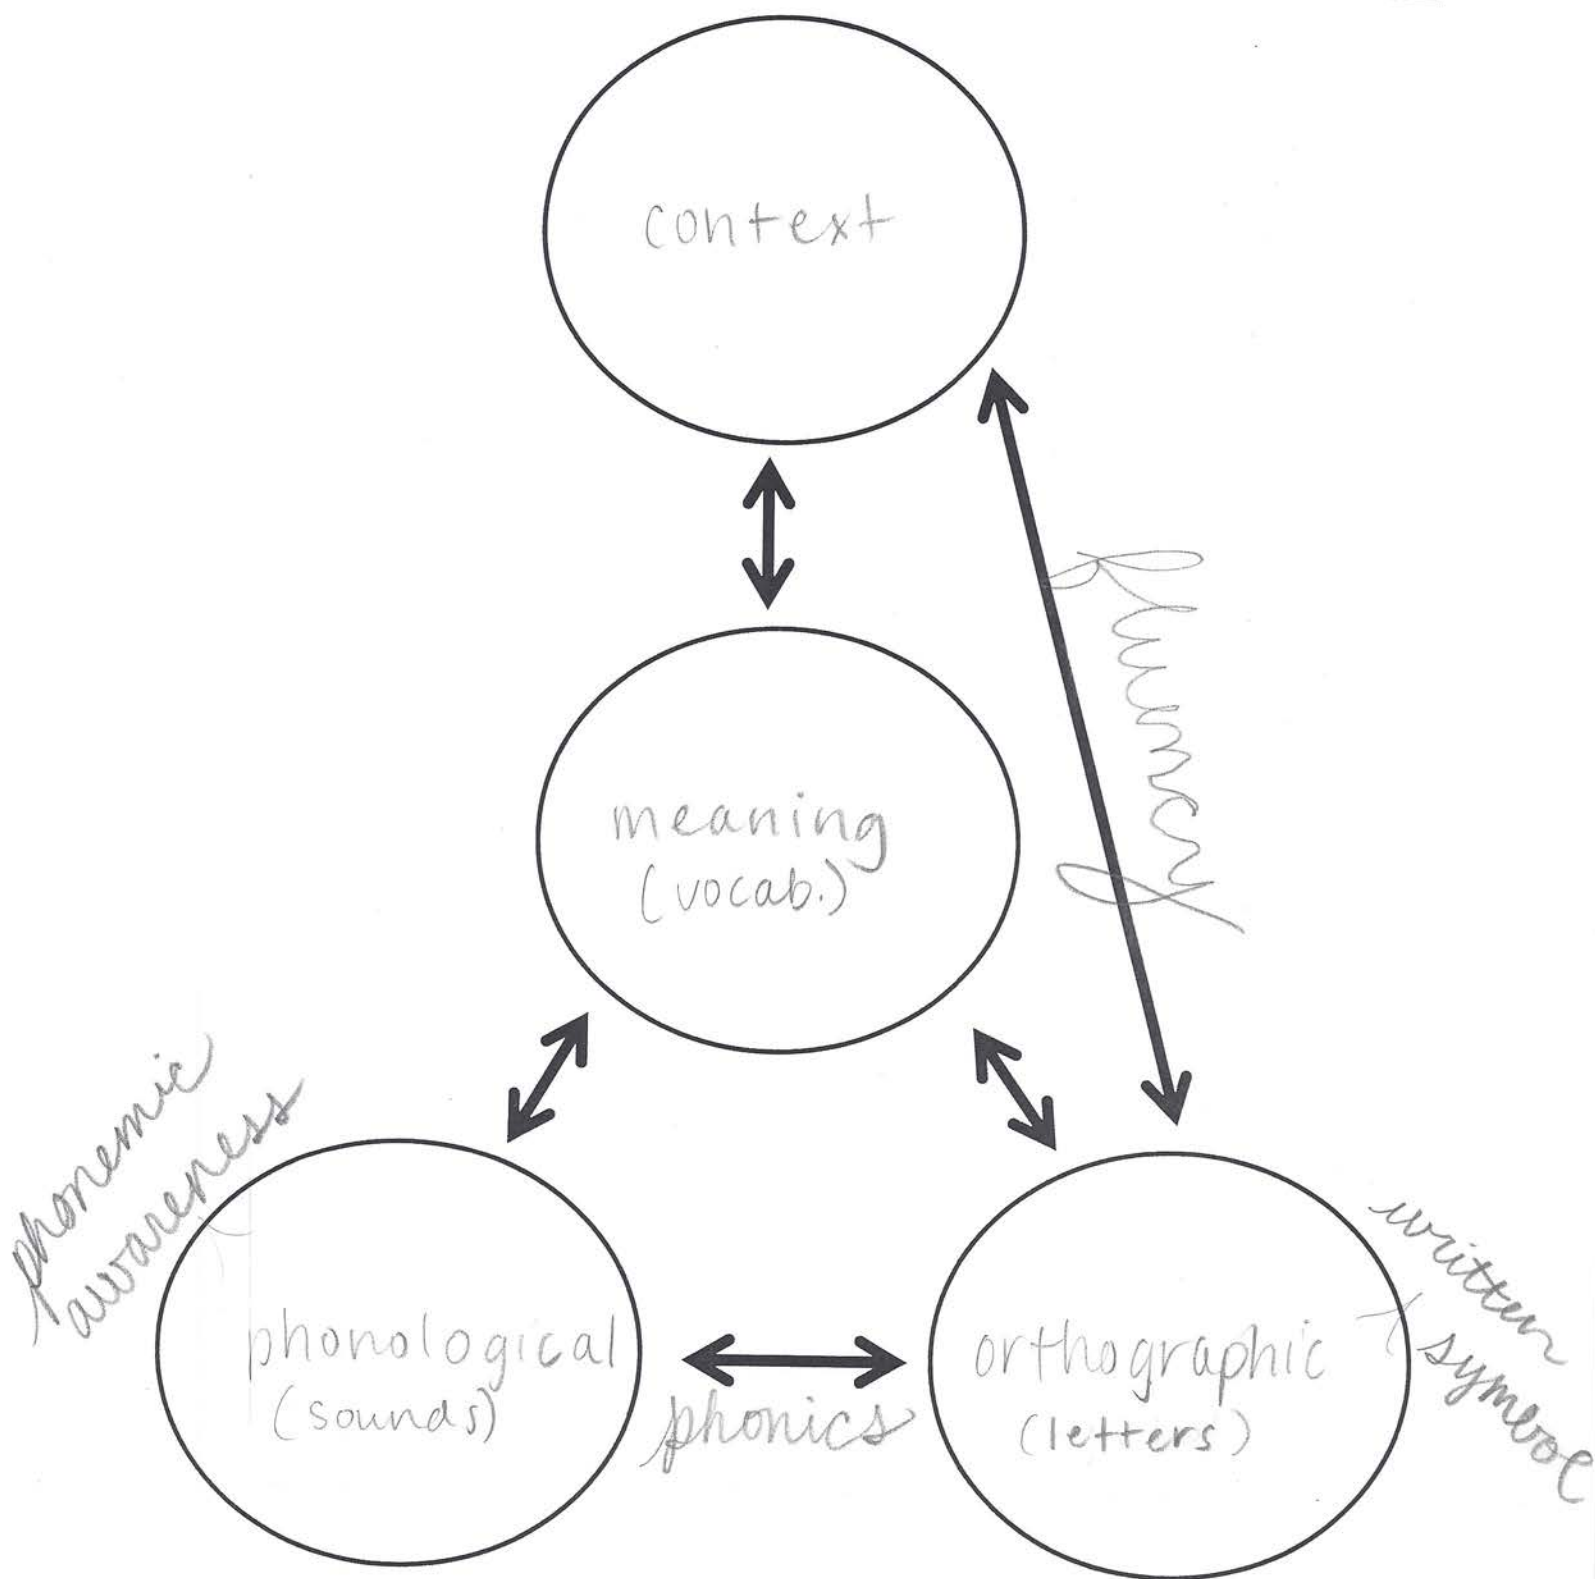 context
fluency
meaning
(vocab.)
phonemic
awareness
phonological
(sounds)
phonics
orthographic
(letters)
written
symbol